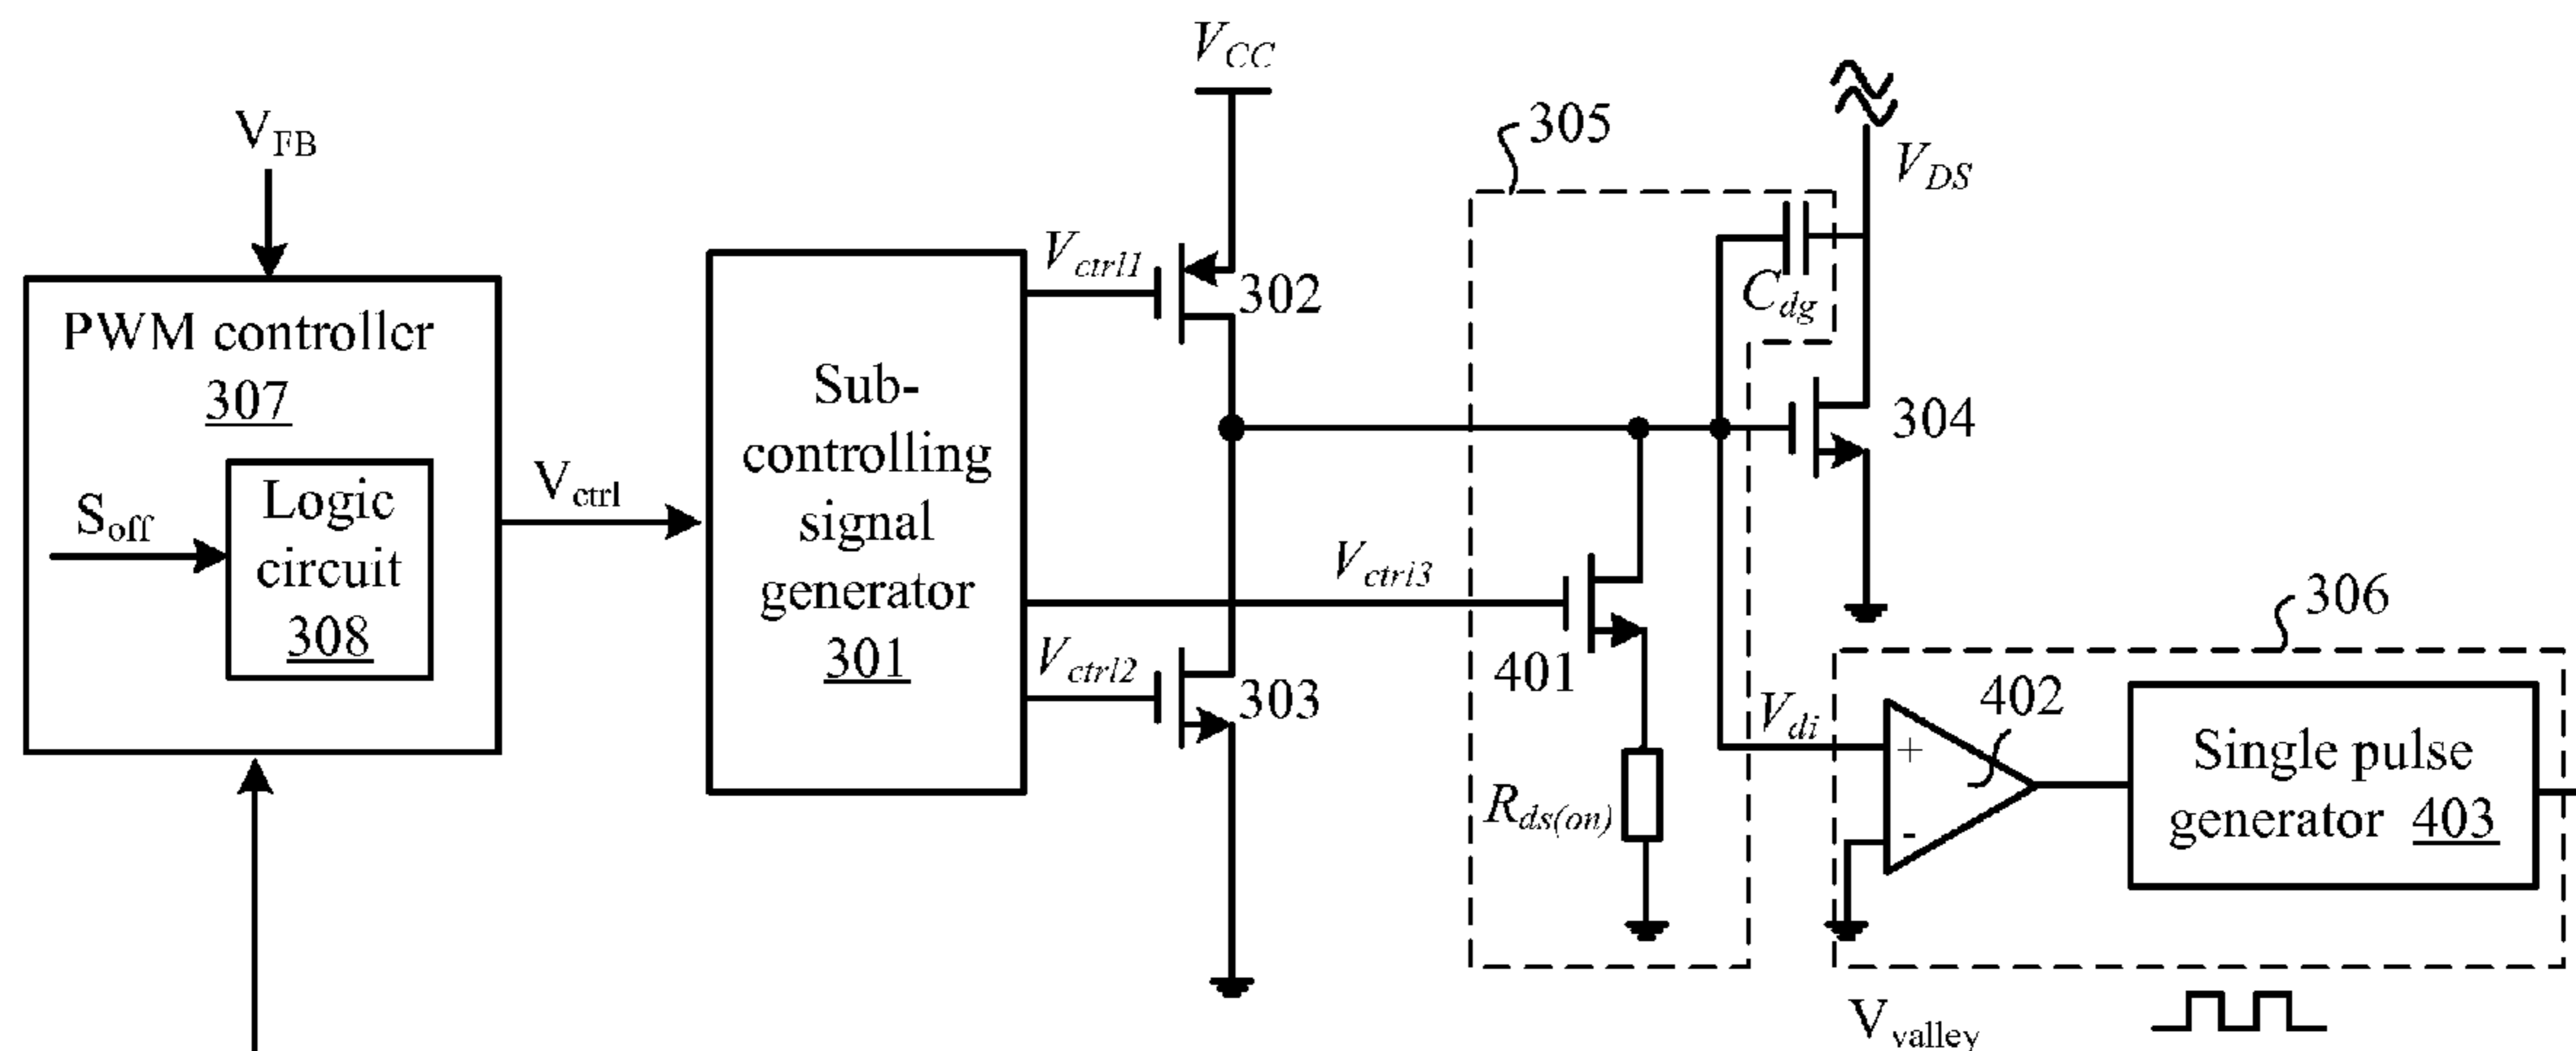 V_CC
V_FB
305
V_DS
V_ctrl1
302
C_dg
PWM controller
307
Sub-
controlling
signal
generator
301
304
S_off
Logic
circuit
308
V_ctrl
V_ctrl3
306
V_ctrl2
303
401
V_di
402
+
-
Single pulse
generator 403
R_ds(on)
V_valley